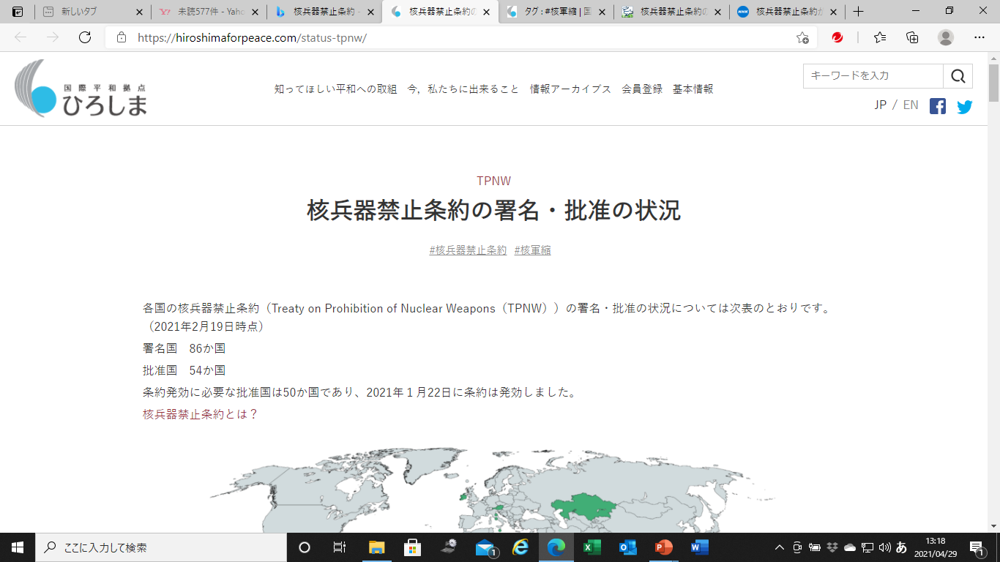 新しいタブ
未読577件 - Yaho
核兵器禁止条約 -
核兵器禁止条約の
タグ : #核軍縮 | 国
核兵器禁止条約の
NHK 核兵器禁止条約が
https://hiroshimaforpeace.com/status-tpnw/
国際平和拠点
ひろしま
知ってほしい平和への取組 今，私たちに出来ること 情報アーカイブス 会員登録 基本情報
キーワードを入力
JP / EN
TPNW
核兵器禁止条約の署名・批准の状況
#核兵器禁止条約 #核軍縮
各国の核兵器禁止条約（Treaty on Prohibition of Nuclear Weapons（TPNW））の署名・批准の状況については次表のとおりです。
（2021年2月19日時点）
署名国 86か国
批准国 54か国
条約発効に必要な批准国は50か国であり、2021年１月22日に条約は発効しました。
核兵器禁止条約とは？
ここに入力して検索
1
あ
13:18
2021/04/29
1